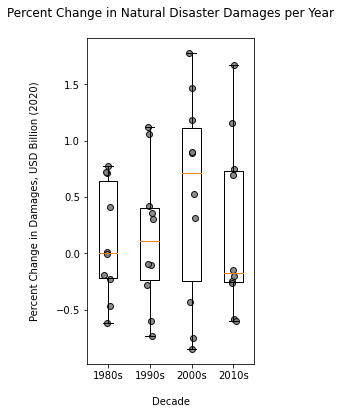 Percent Change in Natural Disaster Damages per Year
Percent Change in Damages, USD Billion (2020)
1.5
1.0
0.5
0.0
−0.5
1980s 1990s 2000s 2010s
Decade